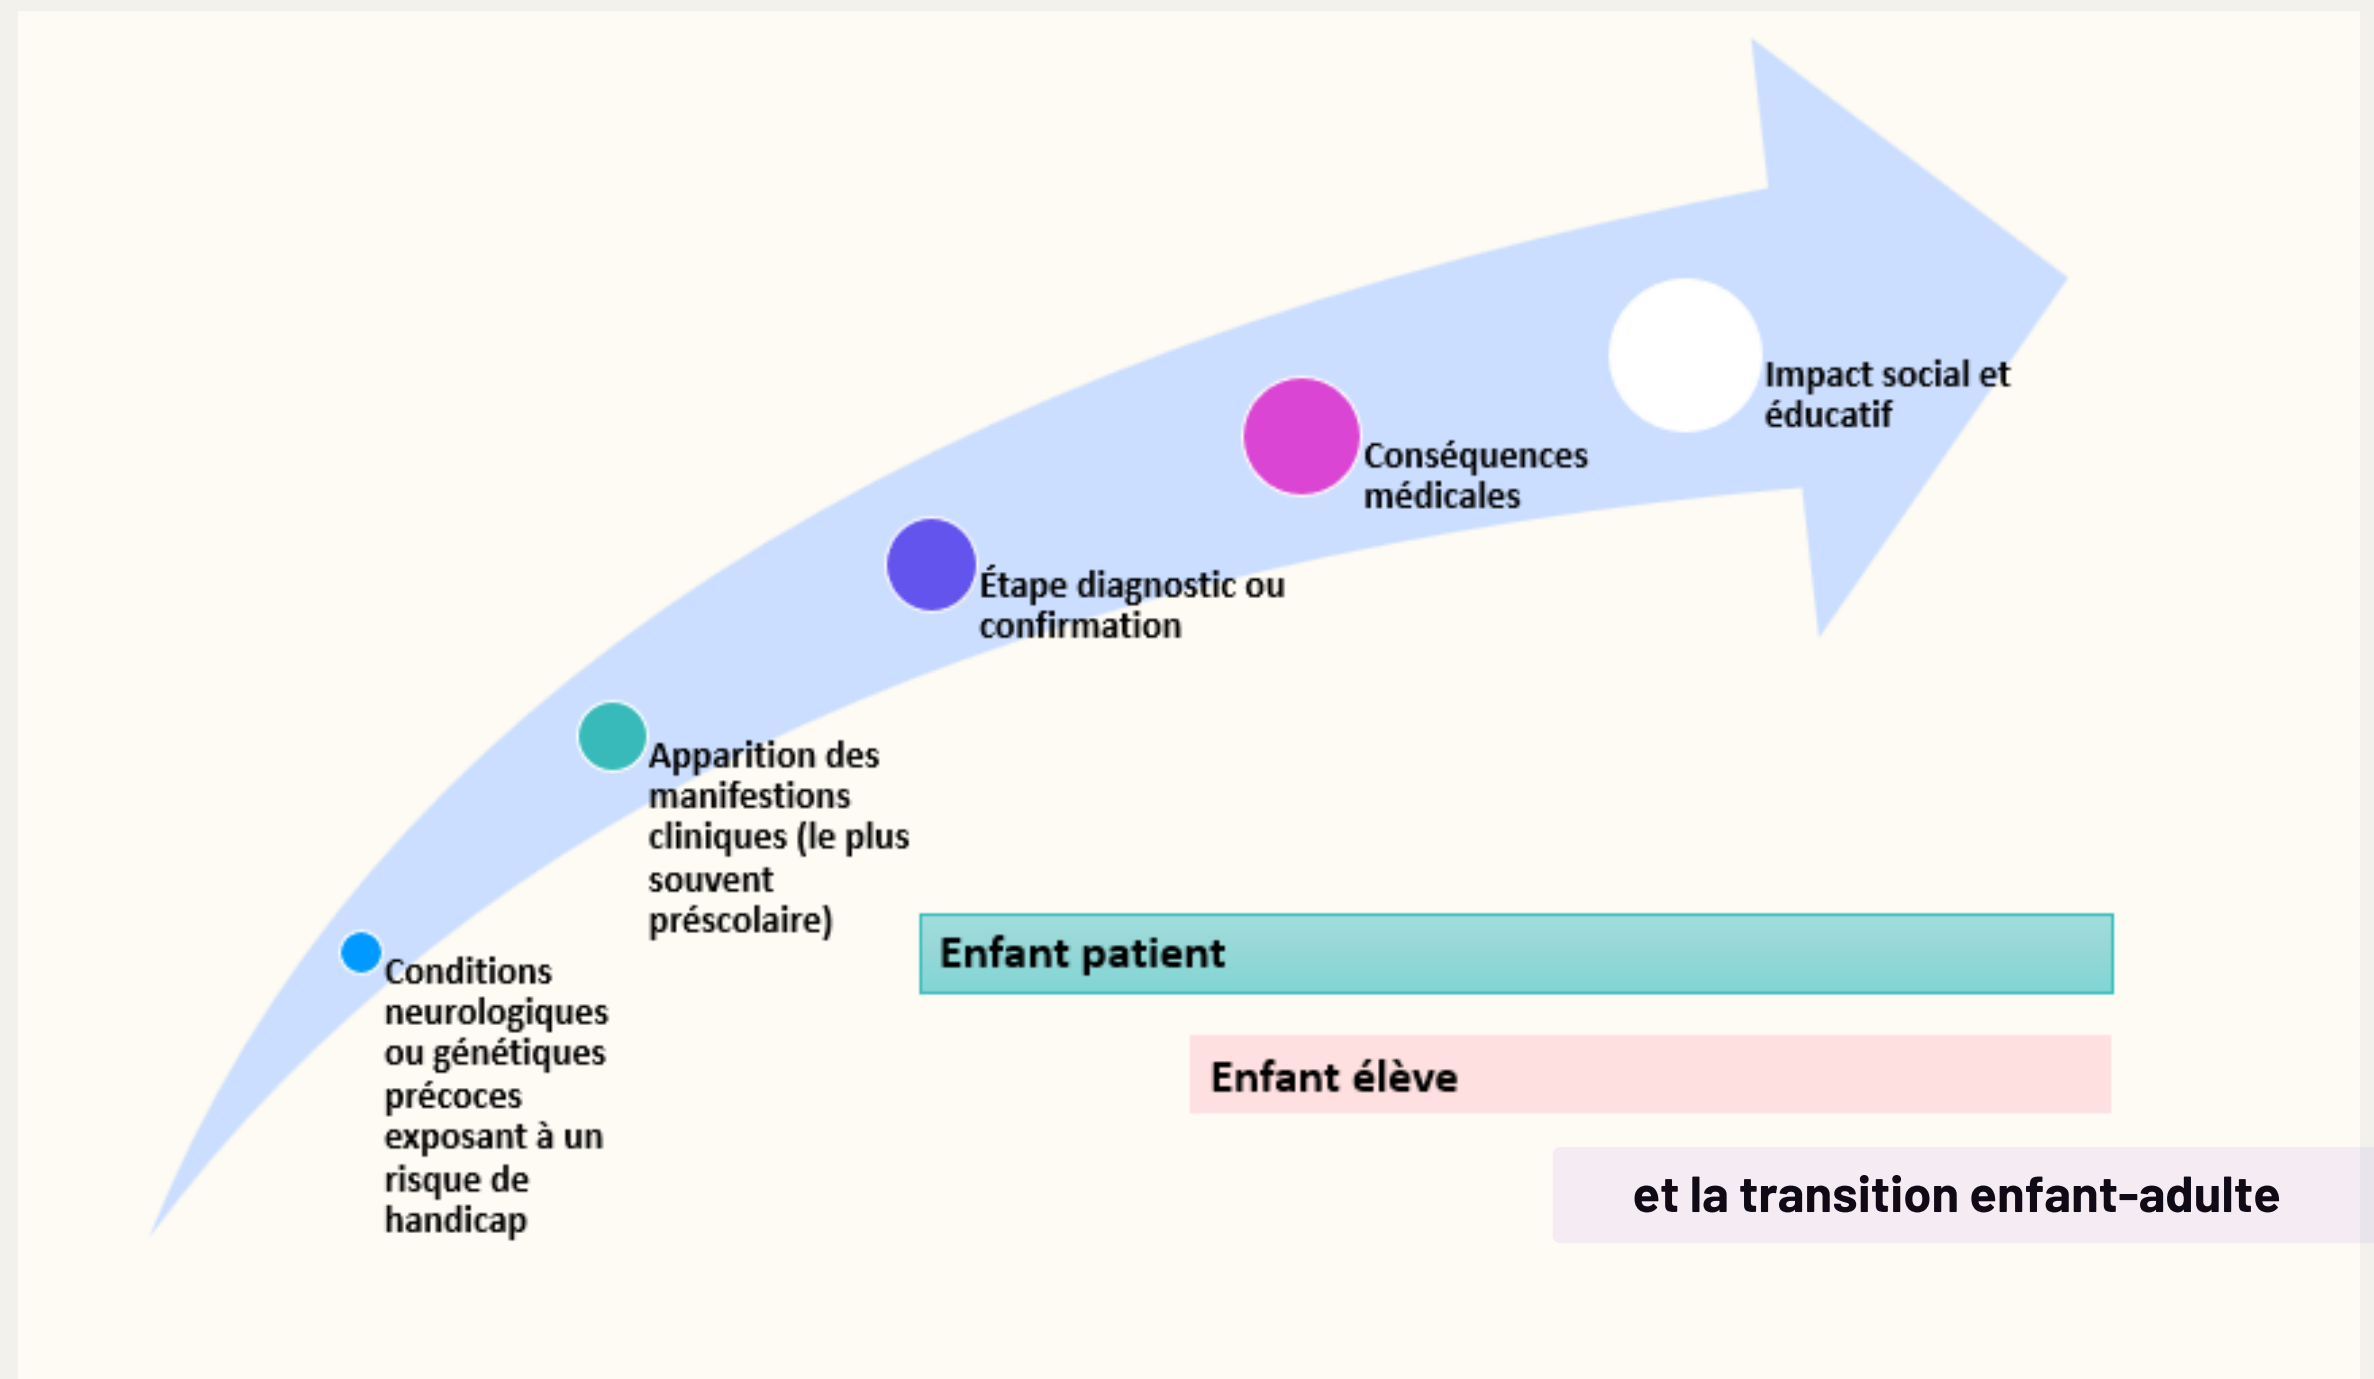 Impact social et
éducatif
Conséquences
médicales
Étape diagnostic ou
confirmation
Apparition des
manifestions
cliniques (le plus
souvent
préscolaire)
Conditions
neurologiques
ou génétiques
précoces
exposant à un
risque de
handicap
Enfant patient
Enfant élève
et la transition enfant-adulte